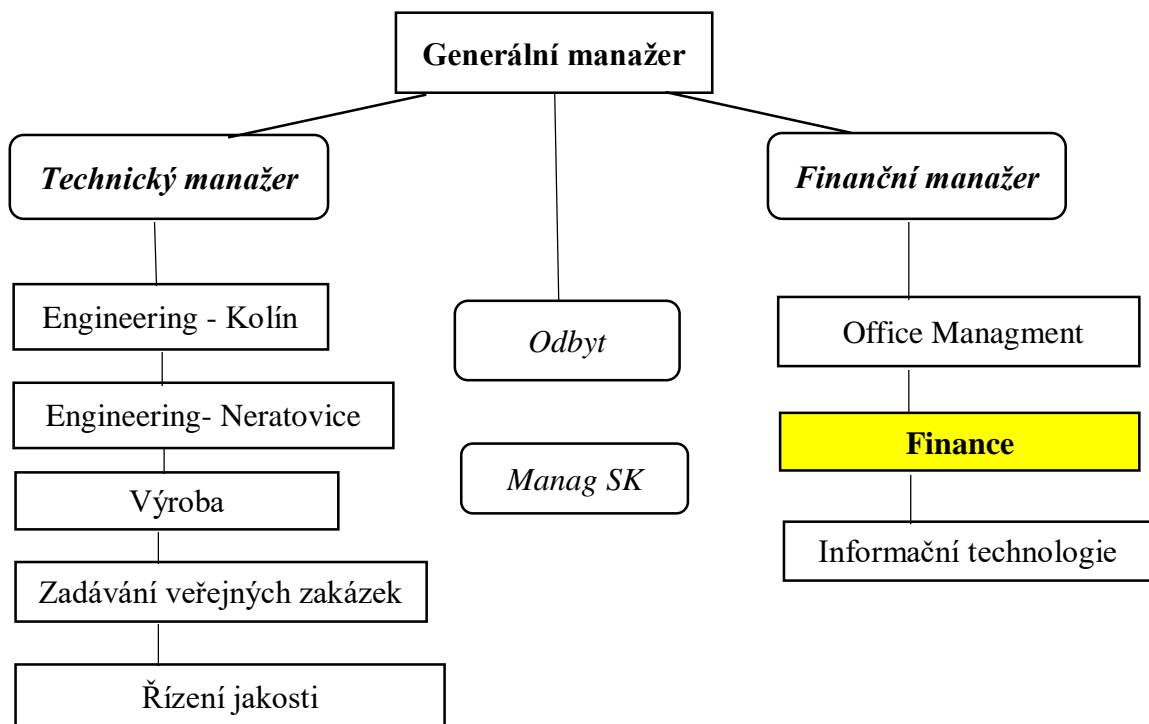 Generální manažer
Technický manažer
Finanční manažer
Engineering - Kolín
Odbyt
Office Managment
Engineering- Neratovice
Finance
Manag SK
Výroba
Informační technologie
Zadávání veřejných zakázek
Řízení jakosti